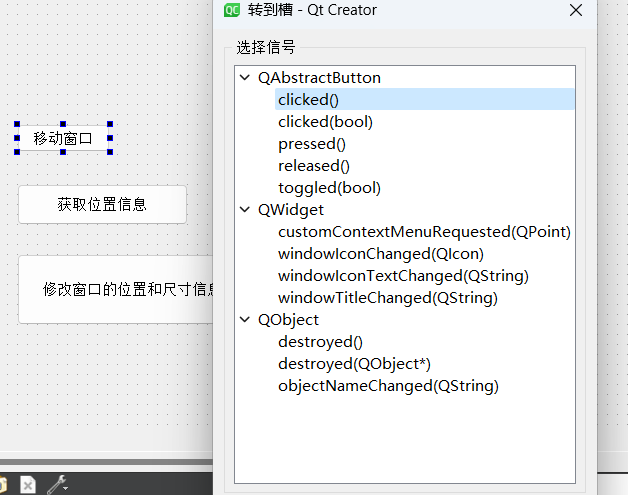 转到槽 - Qt Creator
选择信号
QAbstractButton
clicked()
clicked(bool)
pressed()
released()
toggled(bool)
QWidget
customContextMenuRequested(QPoint)
windowIconChanged(QIcon)
windowIconTextChanged(QString)
windowTitleChanged(QString)
QObject
destroyed()
destroyed(QObject*)
objectNameChanged(QString)
移动窗口
获取位置信息
修改窗口的位置和尺寸信息